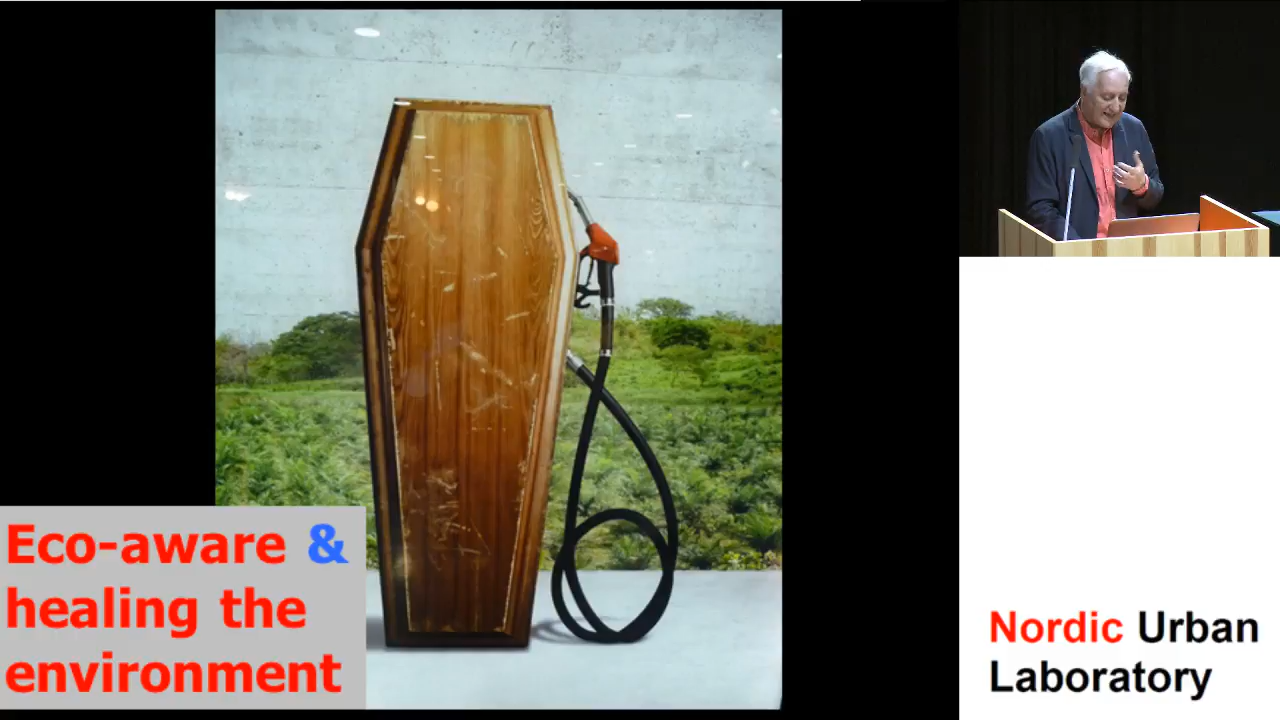 Eco-aware &
healing the
environment
Nordic Urban
Laboratory